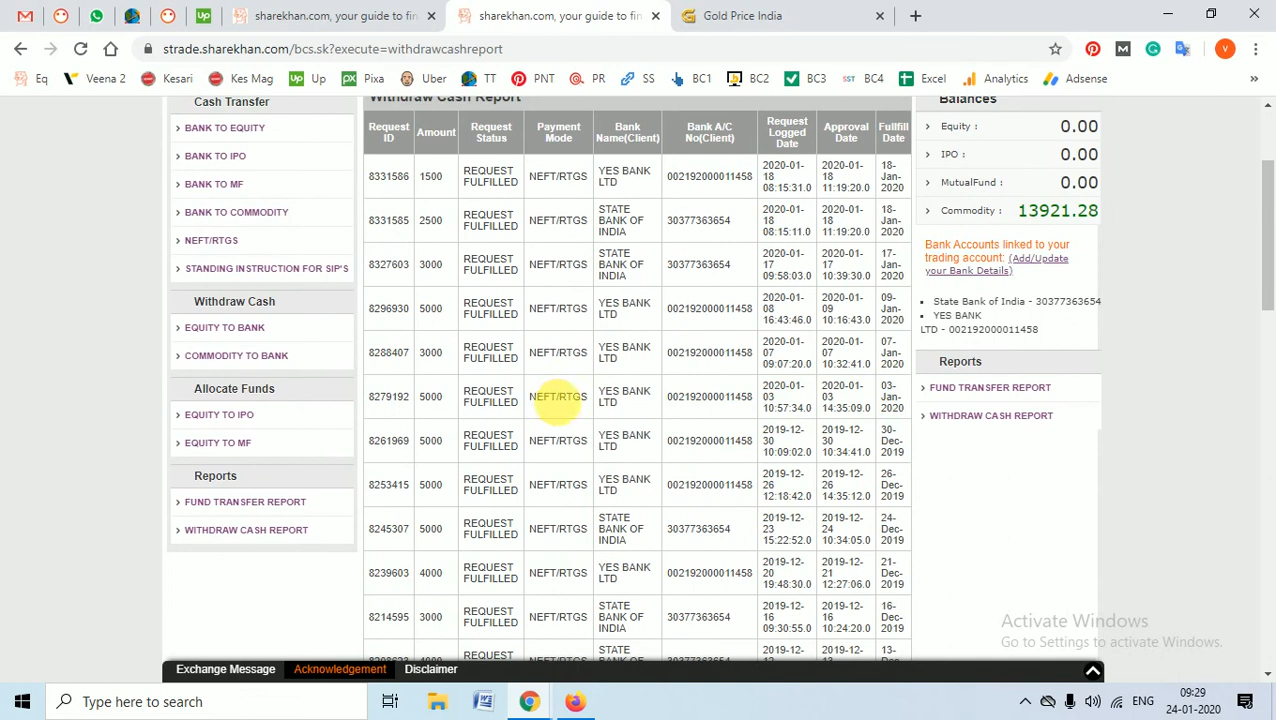 sharekhan.com, your guide to fin
sharekhan.com, your guide to fin
Gold Price India
strade.sharekhan.com/bcs.sk?execute=withdrawcashreport
Eq Veena 2 Kesari Kes Mag Up Pixa Uber TT PNT PR SS BC1 BC2 BC3 BC4 Excel Analytics Adsense
Cash Transfer
BANK TO EQUITY
BANK TO IPO
BANK TO MF
BANK TO COMMODITY
NEFT/RTGS
STANDING INSTRUCTION FOR SIP'S
Withdraw Cash
EQUITY TO BANK
COMMODITY TO BANK
Allocate Funds
EQUITY TO IPO
EQUITY TO MF
Reports
FUND TRANSFER REPORT
WITHDRAW CASH REPORT
Withdraw Cash Report
Request ID Amount Request Status Payment Mode Bank Name(Client) Bank A/C No(Client) Request Logged Date Approval Date Fullfill Date
8331586 1500 REQUEST FULFILLED NEFT/RTGS YES BANK LTD 002192000011458 2020-01-18 08:15:31.0 2020-01-18 11:19:20.0 18-Jan-2020
8331585 2500 REQUEST FULFILLED NEFT/RTGS STATE BANK OF INDIA 30377363654 2020-01-18 08:15:11.0 2020-01-18 11:19:20.0 18-Jan-2020
8327603 3000 REQUEST FULFILLED NEFT/RTGS STATE BANK OF INDIA 30377363654 2020-01-17 09:58:03.0 2020-01-17 10:39:30.0 17-Jan-2020
8296930 5000 REQUEST FULFILLED NEFT/RTGS YES BANK LTD 002192000011458 2020-01-08 16:43:46.0 2020-01-09 10:16:43.0 09-Jan-2020
8288407 3000 REQUEST FULFILLED NEFT/RTGS YES BANK LTD 002192000011458 2020-01-07 09:07:20.0 2020-01-07 10:32:41.0 07-Jan-2020
8279192 5000 REQUEST FULFILLED NEFT/RTGS YES BANK LTD 002192000011458 2020-01-03 10:57:34.0 2020-01-03 14:35:09.0 03-Jan-2020
8261969 5000 REQUEST FULFILLED NEFT/RTGS YES BANK LTD 002192000011458 2019-12-30 10:09:02.0 2019-12-30 10:34:41.0 30-Dec-2019
8253415 5000 REQUEST FULFILLED NEFT/RTGS YES BANK LTD 002192000011458 2019-12-26 12:18:42.0 2019-12-26 14:35:12.0 26-Dec-2019
8245307 5000 REQUEST FULFILLED NEFT/RTGS STATE BANK OF INDIA 30377363654 2019-12-23 15:22:52.0 2019-12-24 10:34:05.0 24-Dec-2019
8239603 4000 REQUEST FULFILLED NEFT/RTGS YES BANK LTD 002192000011458 2019-12-20 19:48:30.0 2019-12-21 12:27:06.0 21-Dec-2019
8214595 3000 REQUEST FULFILLED NEFT/RTGS STATE BANK OF INDIA 30377363654 2019-12-16 09:30:55.0 2019-12-16 10:24:20.0 16-Dec-2019
REQUEST STATE 2019-12- 2019-12- 13-
Balances
Equity : 0.00
IPO : 0.00
MutualFund : 0.00
Commodity : 13921.28
Bank Accounts linked to your
trading account: (Add/Update
your Bank Details)
State Bank of India - 30377363654
YES BANK
LTD - 002192000011458
Reports
FUND TRANSFER REPORT
WITHDRAW CASH REPORT
Activate Windows
Go to Settings to activate Windows.
Exchange Message Acknowledgement Disclaimer
Type here to search
ENG
09:29
24-01-2020